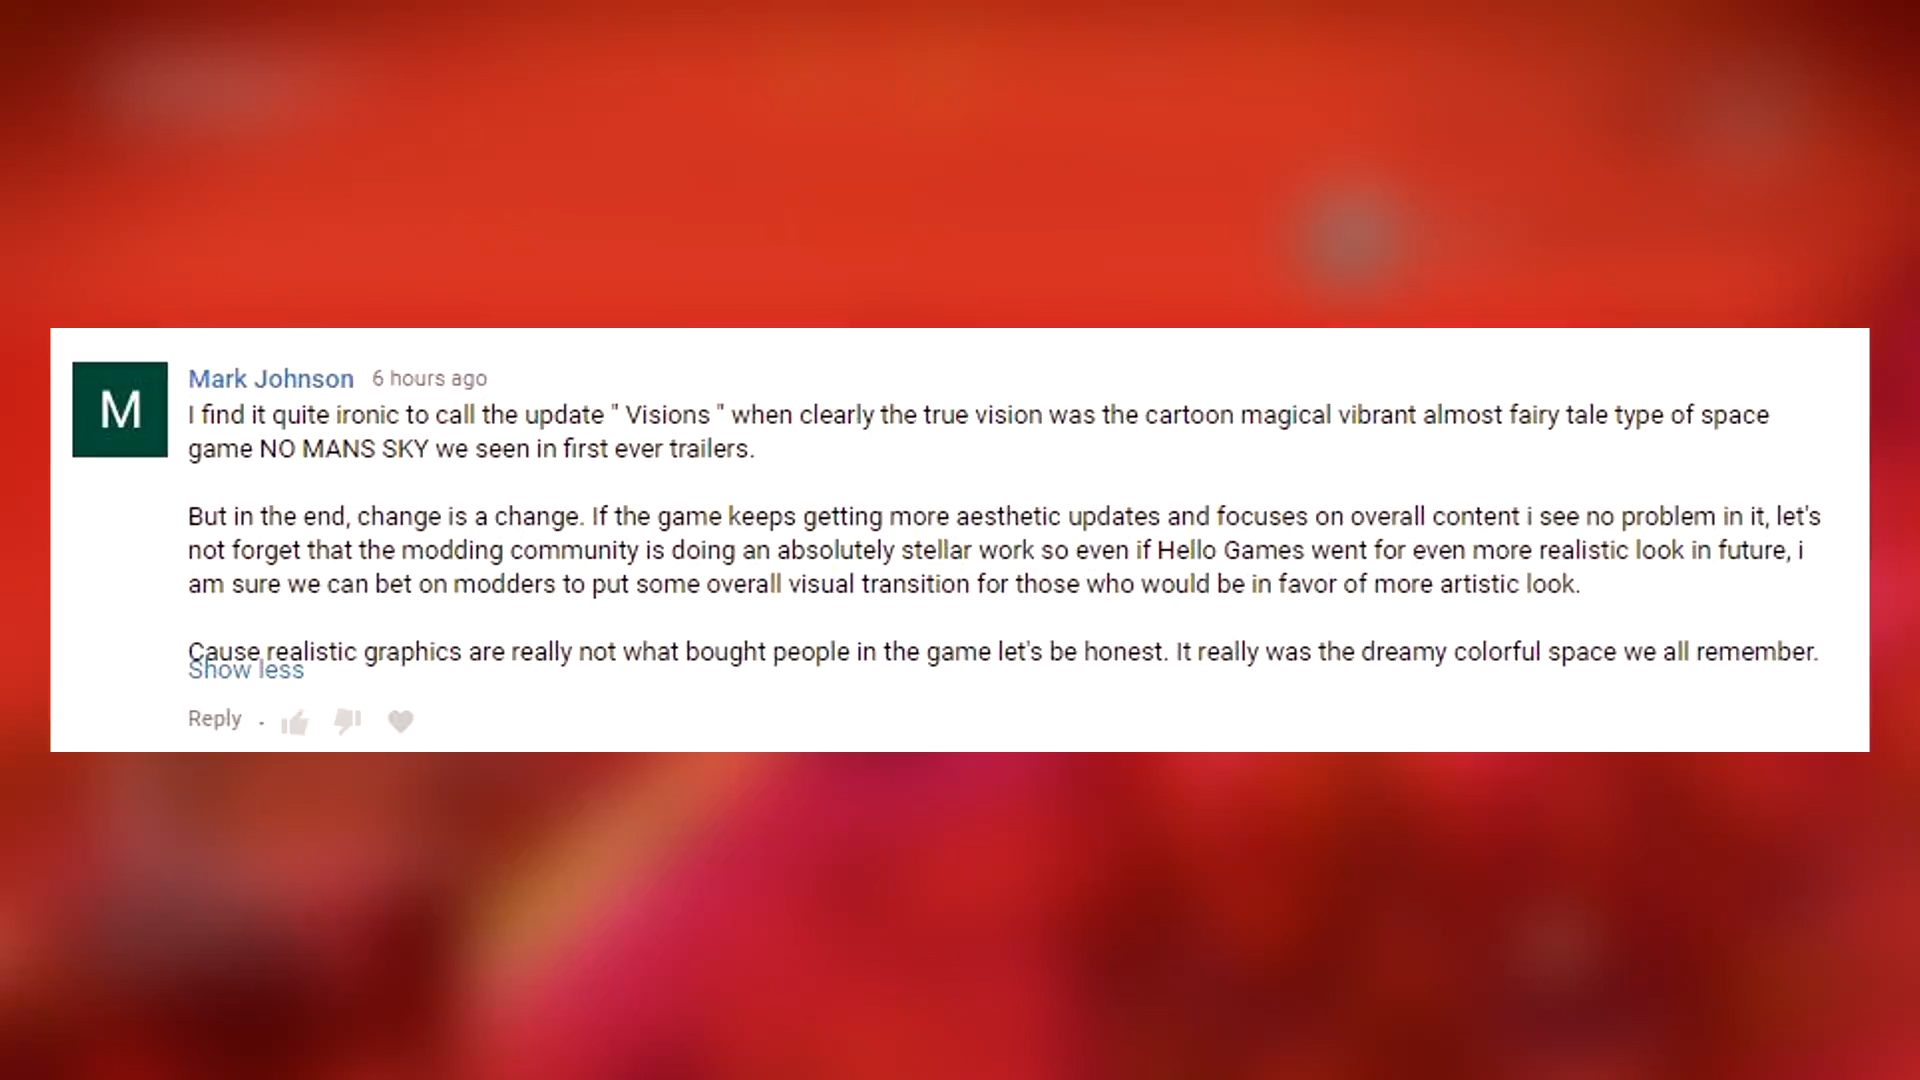 M
Mark Johnson 6 hours ago
I find it quite ironic to call the update " Visions " when clearly the true vision was the cartoon magical vibrant almost fairy tale type of space
game NO MANS SKY we seen in first ever trailers.
But in the end, change is a change. If the game keeps getting more aesthetic updates and focuses on overall content i see no problem in it, let's
not forget that the modding community is doing an absolutely stellar work so even if Hello Games went for even more realistic look in future, i
am sure we can bet on modders to put some overall visual transition for those who would be in favor of more artistic look.
Cause realistic graphics are really not what bought people in the game let's be honest. It really was the dreamy colorful space we all remember.
Show less
Reply .